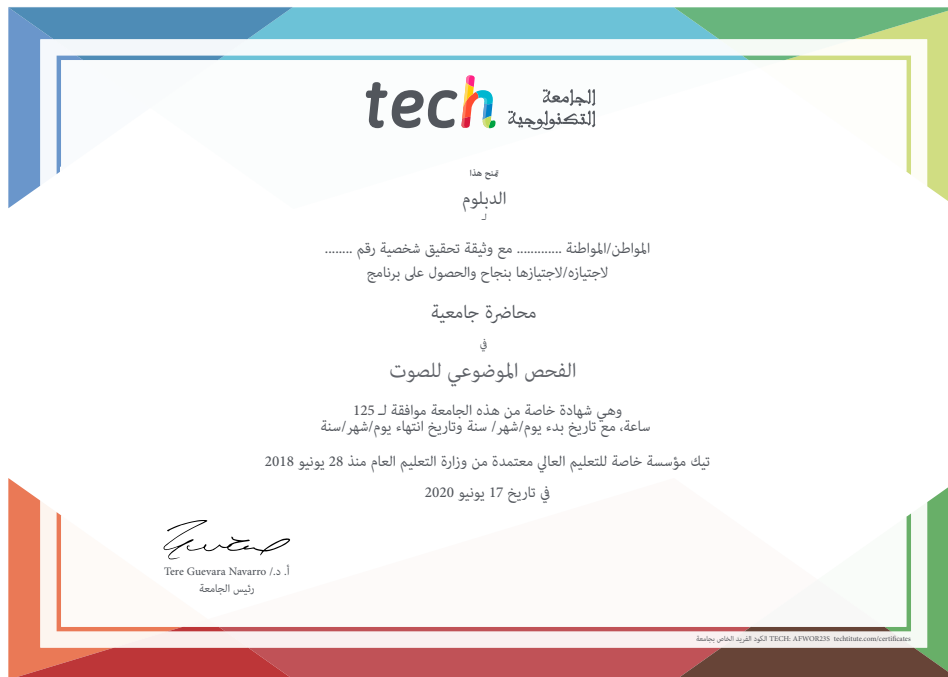 tech الجامعة
التكنولوجية
تمنح هذا
الدبلوم
لـ
المواطن/المواطنة ............. مع وثيقة تحقيق شخصية رقم ........
لاجتيازه/لاجتيازها بنجاح والحصول على برنامج
محاضرة جامعية
في
الفحص الموضوعي للصوت
وهي شهادة خاصة من هذه الجامعة موافقة لـ 125
ساعة، مع تاريخ بدء يوم/شهر/ سنة وتاريخ انتهاء يوم/شهر/سنة
تيك مؤسسة خاصة للتعليم العالي معتمدة من وزارة التعليم العام منذ 28 يونيو 2018
في تاريخ 17 يونيو 2020
أ. د./ Tere Guevara Navarro
رئيس الجامعة
الكود الفريد الخاص بجامعة TECH: AFWOR23S techtitute.com/certificates